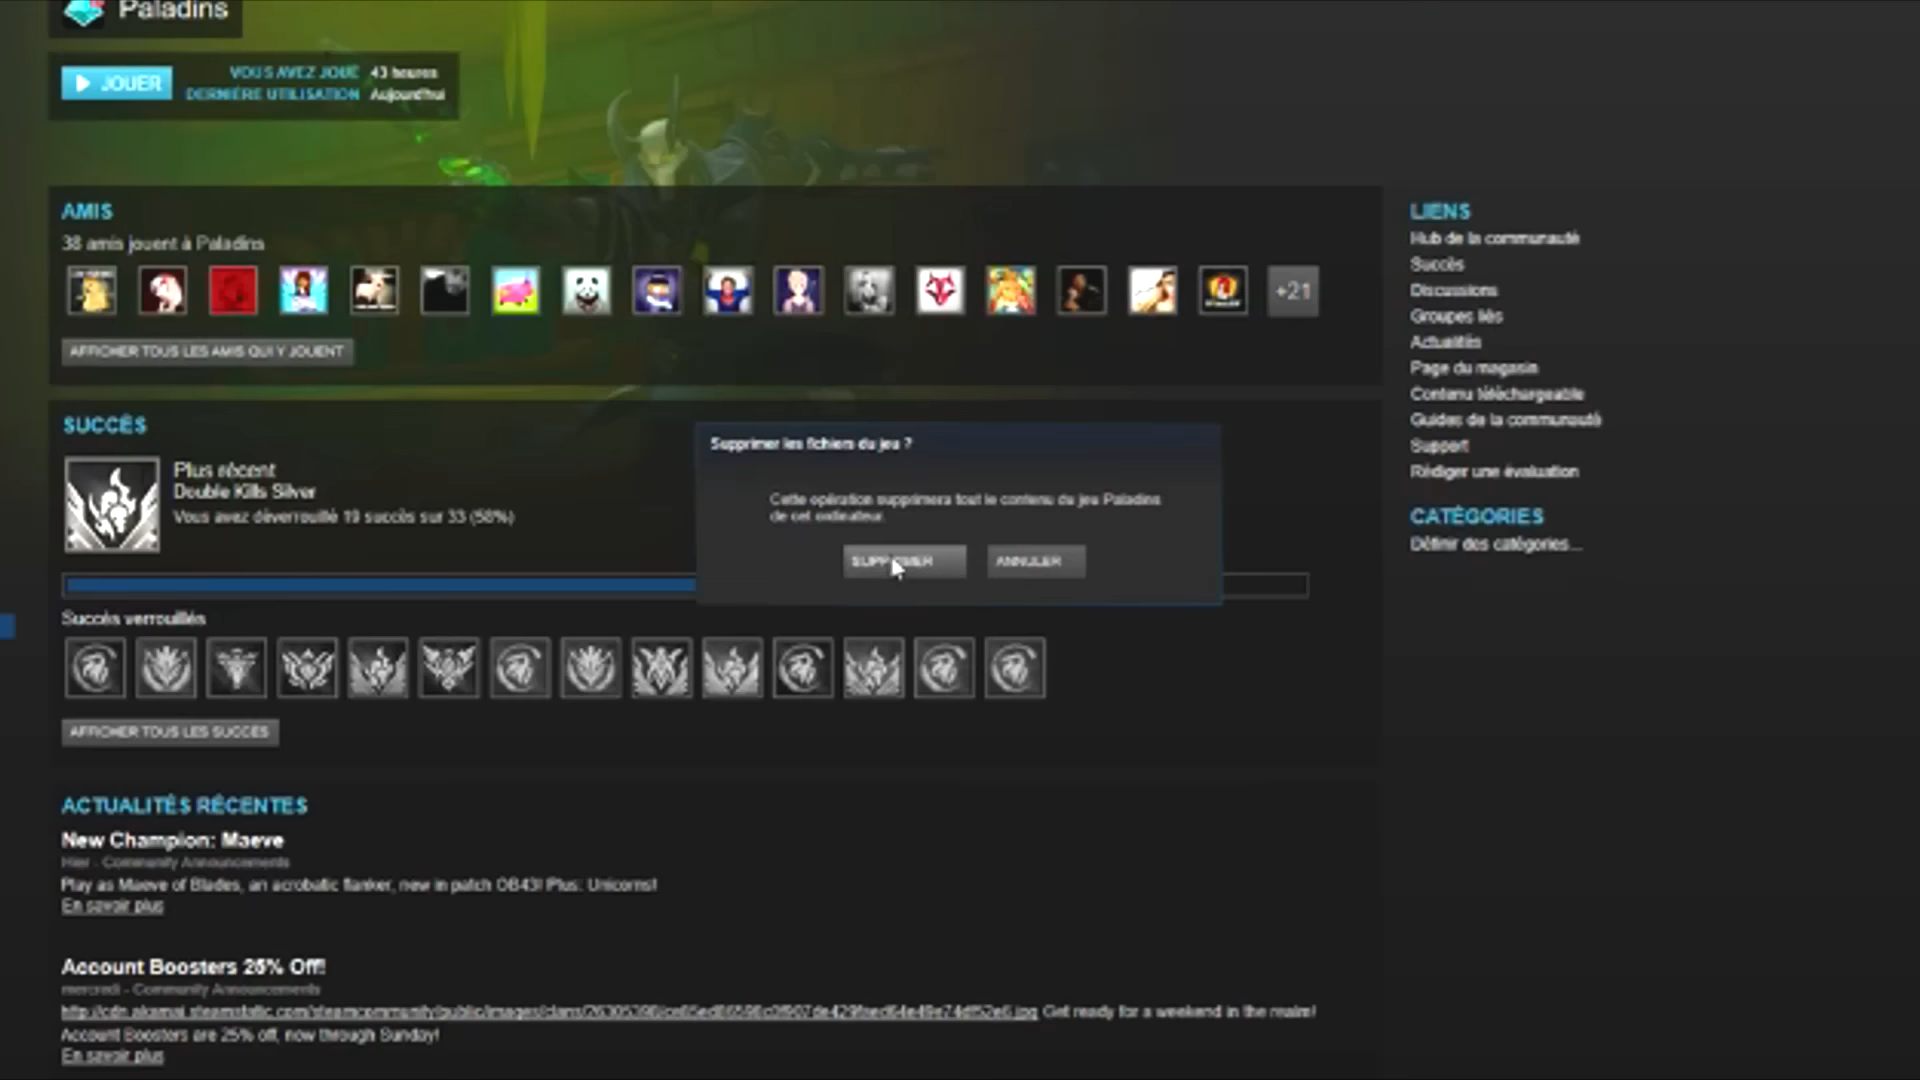 Paladins
JOUER
VOUS AVEZ JOUÉ 43 heures
DERNIÈRE UTILISATION Aujourd'hui
AMIS
38 amis jouent à Paladins
+21
AFFICHER TOUS LES AMIS QUI Y JOUENT
SUCCÈS
Plus récent
Double Kills Silver
Vous avez déverrouillé 19 succès sur 33 (58%)
Succès verrouillés
AFFICHER TOUS LES SUCCÈS
Supprimer les fichiers du jeu ?
Cette opération supprimera tout le contenu du jeu Paladins
de cet ordinateur.
SUPPRIMER
ANNULER
ACTUALITÉS RÉCENTES
New Champion: Maeve
Hier - Community Announcements
Play as Maeve of Blades, an acrobatic flanker, new in patch OB43! Plus: Unicorns!
En savoir plus
Account Boosters 25% Off!
mercredi - Community Announcements
Get ready for a weekend in the realm!
Account Boosters are 25% off, now through Sunday!
En savoir plus
LIENS
Hub de la communauté
Succès
Discussions
Groupes liés
Actualités
Page du magasin
Contenu téléchargeable
Guides de la communauté
Support
Rédiger une évaluation
CATÉGORIES
Définir des catégories...